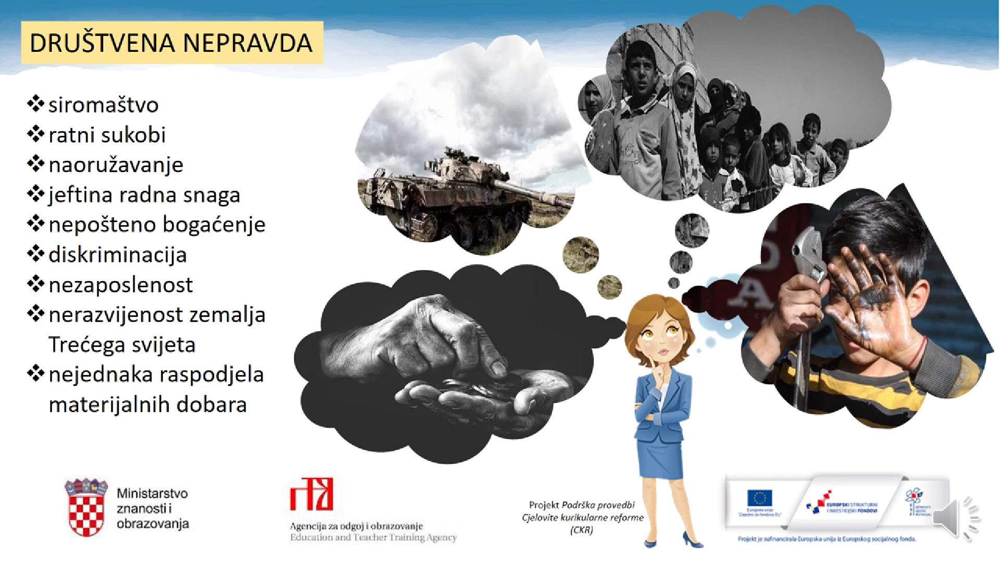 DRUŠTVENA NEPRAVDA
siromaštvo
ratni sukobi
naoružavanje
jeftina radna snaga
nepošteno bogaćenje
diskriminacija
nezaposlenost
nerazvijenost zemalja
Trećega svijeta
nejednaka raspodjela
materijalnih dobara
Ministarstvo
znanosti i
obrazovanja
Agencija za odgoj i obrazovanje
Education and Teacher Training Agency
Projekt Podrška provedbi
Cjelovite kurikularne reforme
(CKR)
Europska unija
"Zajedno do fondova EU"
EUROPSKI STRUKTURNI
I INVESTICIJSKI FONDOVI
Projekt je sufinancirala Europska unija iz Europskog socijalnog fonda.